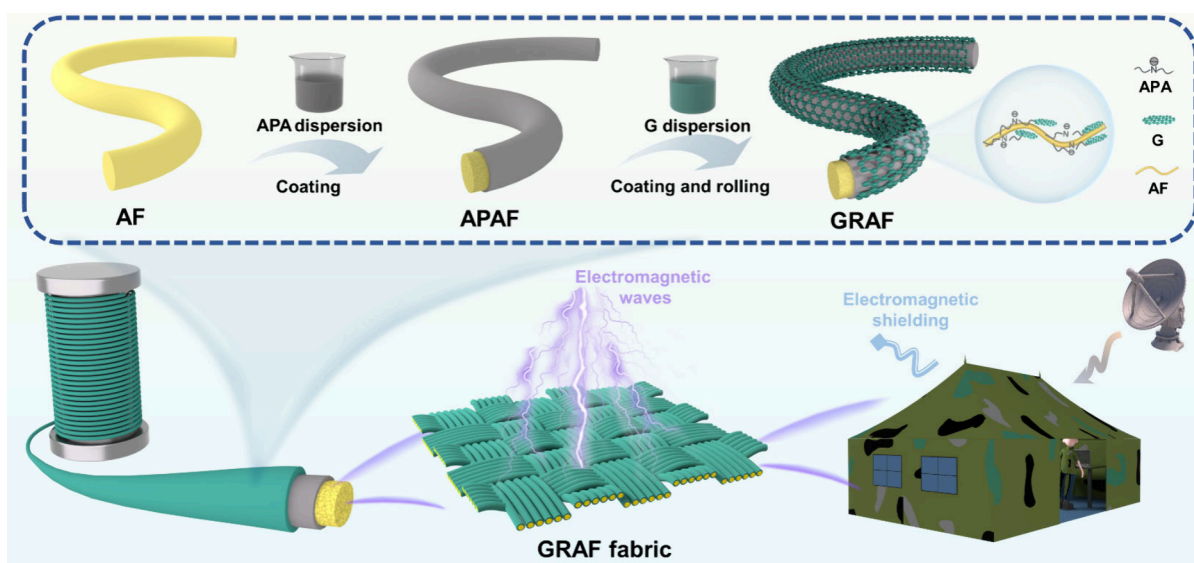 APA dispersion
Coating
G dispersion
Coating and rolling
AF
APAF
GRAF
⊖
N
APA
G
AF
N
⊖
⊖
N
N
⊖
N
⊖
Electromagnetic
waves
Electromagnetic
shielding
GRAF fabric